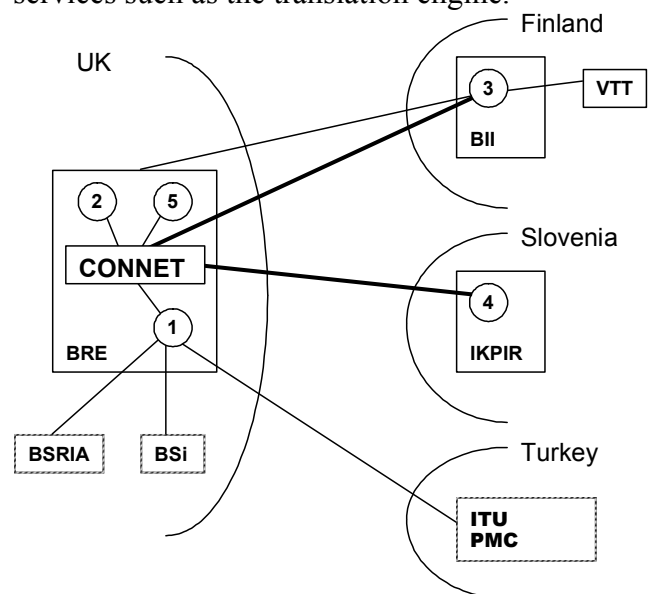 services such as the translation engine.
UK
2
5
CONNET
1
BRE
BSRIA
BSi
Finland
3
BII
VTT
Slovenia
4
IKPIR
Turkey
ITU
PMC